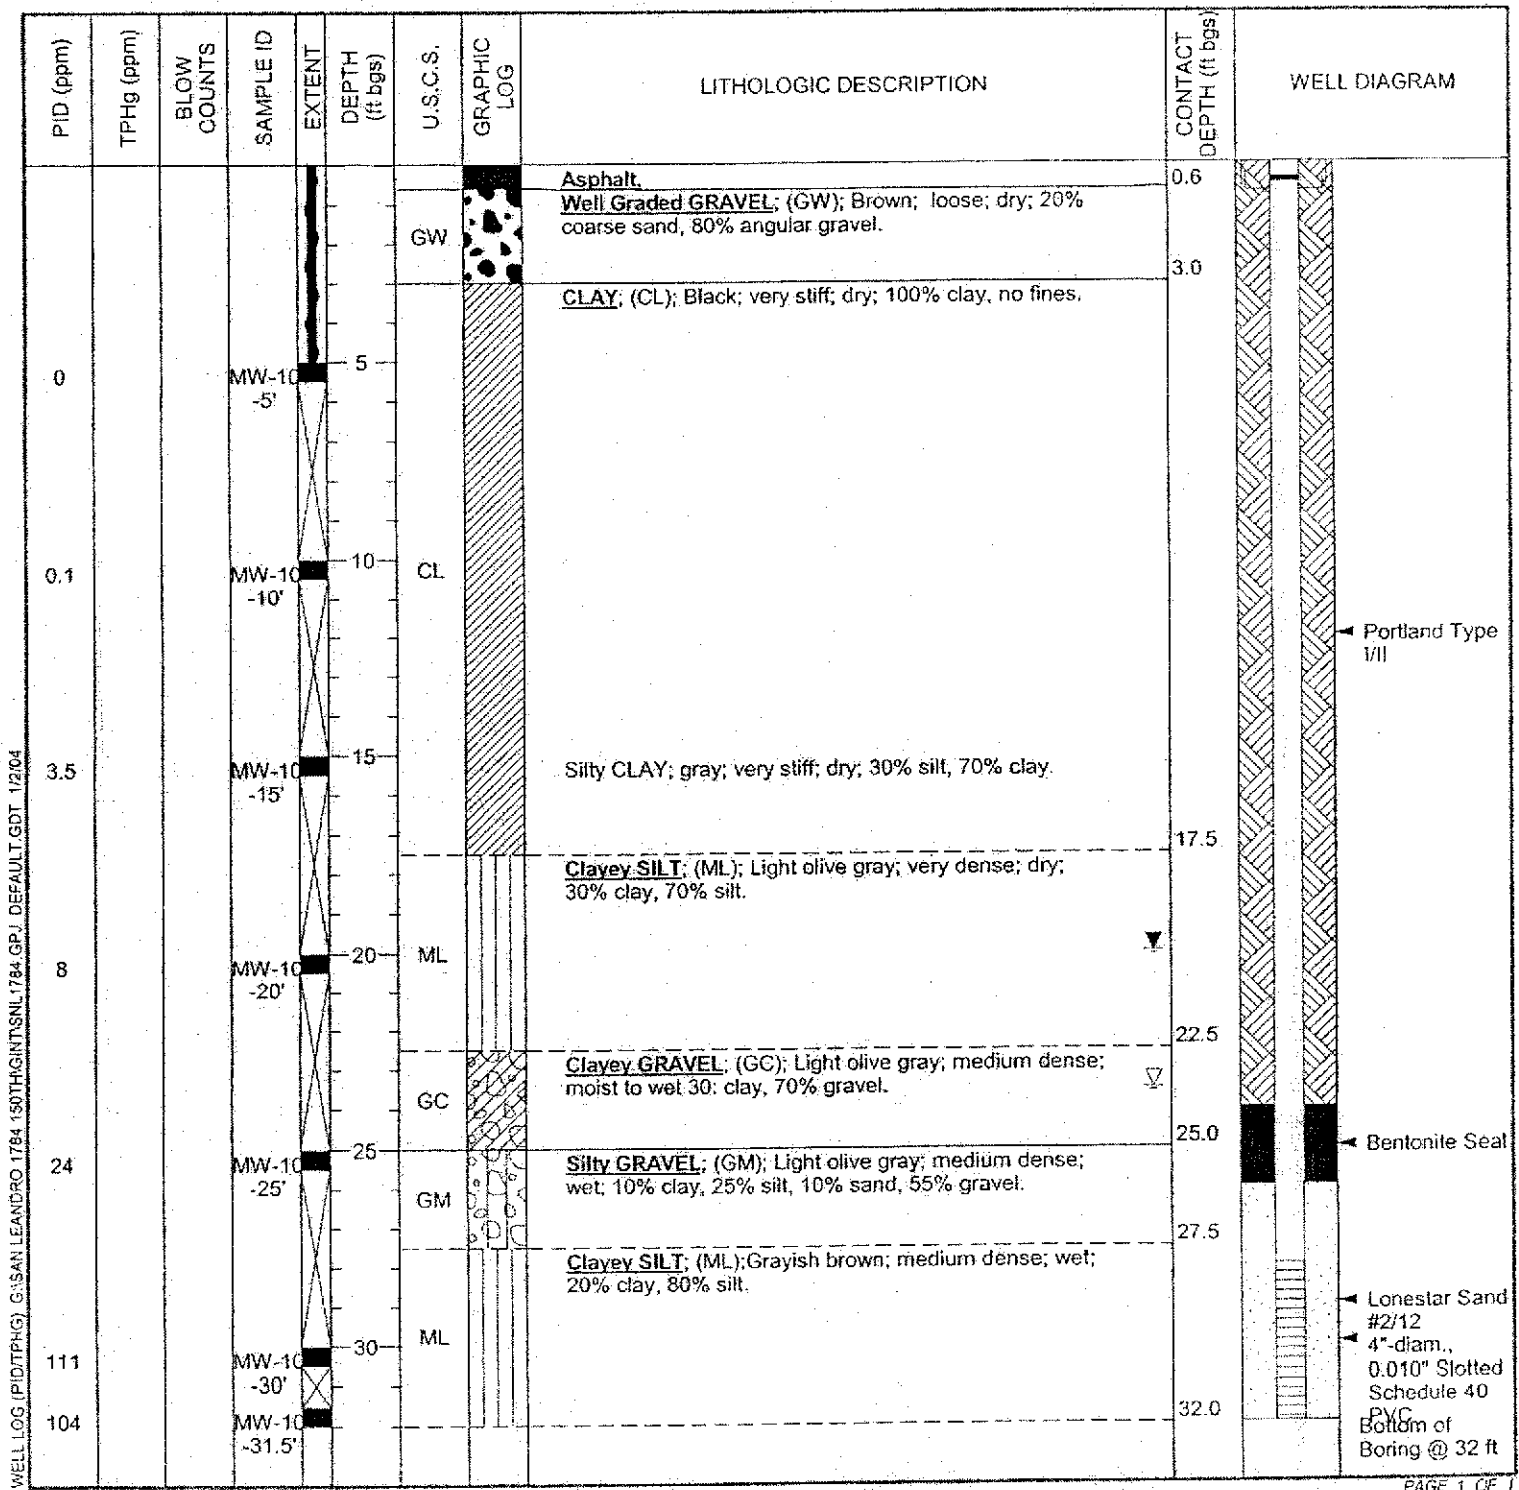 PID (ppm)
TPHg (ppm)
BLOW
COUNTS
SAMPLE ID
EXTENT
DEPTH
(ft bgs)
U.S.C.S.
GRAPHIC
LOG
LITHOLOGIC DESCRIPTION
CONTACT
DEPTH (ft bgs)
WELL DIAGRAM
Asphalt.
0.6
Well Graded GRAVEL; (GW); Brown; loose; dry; 20%
coarse sand, 80% angular gravel.
GW
3.0
CLAY; (CL); Black; very stiff; dry; 100% clay, no fines.
5
0
MW-10
-5'
10
0.1
MW-10
-10'
CL
Portland Type
I/II
15
3.5
MW-10
-15'
Silty CLAY; gray; very stiff; dry; 30% silt, 70% clay.
17.5
Clayey SILT; (ML); Light olive gray; very dense; dry;
30% clay, 70% silt.
20
8
MW-10
-20'
ML
22.5
Clayey GRAVEL; (GC); Light olive gray; medium dense;
moist to wet 30: clay, 70% gravel.
GC
25.0
Bentonite Seal
25
24
MW-10
-25'
Silty GRAVEL; (GM); Light olive gray; medium dense;
wet; 10% clay, 25% silt, 10% sand, 55% gravel.
GM
27.5
Clayey SILT; (ML);Grayish brown; medium dense; wet;
20% clay, 80% silt.
Lonestar Sand
#2/12
4"-diam.,
0.010" Slotted
Schedule 40
PVC
ML
30
111
MW-10
-30'
104
MW-10
-31.5'
32.0
Bottom of
Boring @ 32 ft
WELL LOG (PID/TPHG) G:\SAN LEANDRO 1784 150TH\GINT\SNL1784.GPJ DEFAULT.GDT 1/2/04
PAGE 1 OF 1